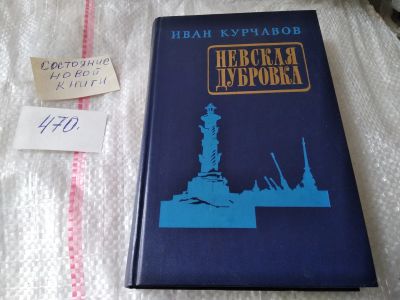 ИВАН КУРЧАВОВ
НЕВСКАЯ
ДУБРОВКА
СОСТОЯНИЕ
НОВОЙ
КНИГИ
470.